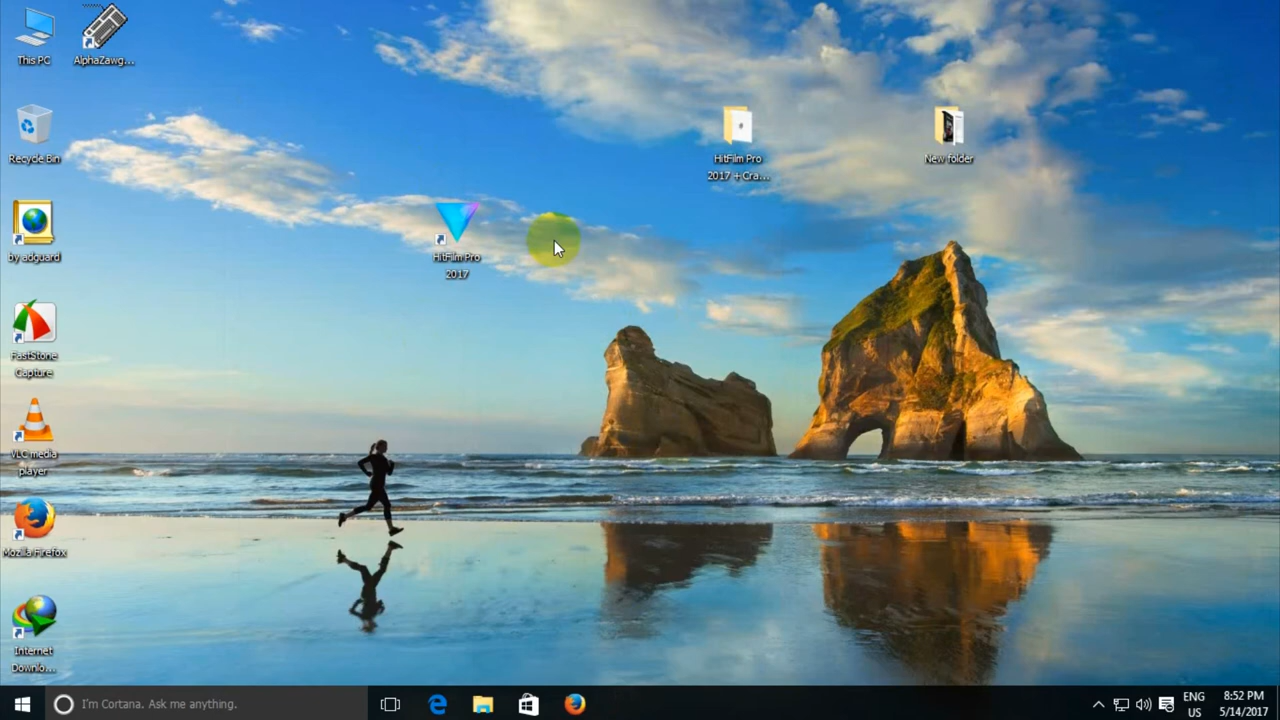 This PC
AlphaZawg...
Recycle Bin
HitFilm Pro
2017 + Cra...
New folder
by adguard
HitFilm Pro
2017
FastStone
Capture
VLC media
player
Mozilla Firefox
Internet
Downlo...
I'm Cortana. Ask me anything.
ENG
US
8:52 PM
5/14/2017